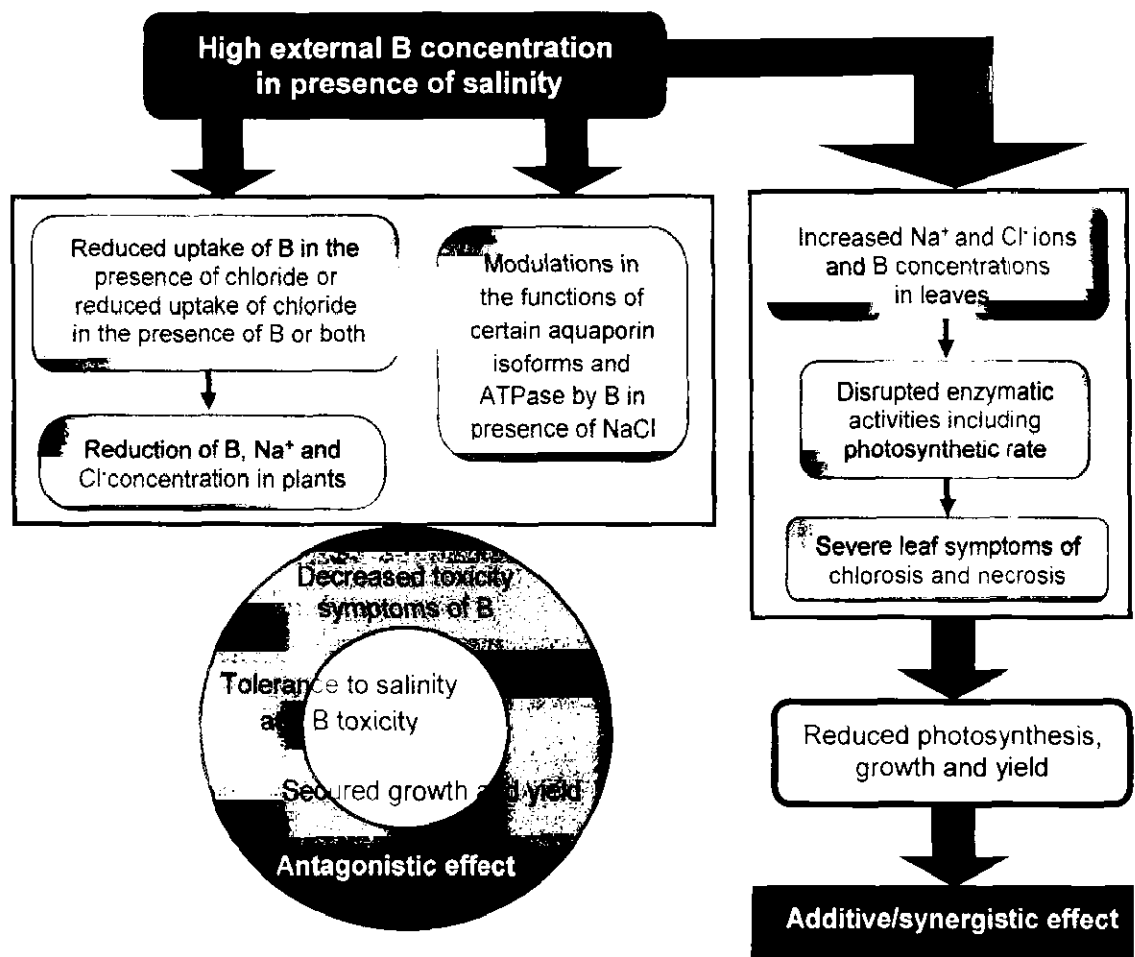 High external B concentration
in presence of salinity
Reduced uptake of B in the
presence of chloride or
reduced uptake of chloride
in the presence of B or both
Reduction of B, Na⁺ and
Cl⁻concentration in plants
Modulations in
the functions of
certain aquaporin
isoforms and
ATPase by B in
presence of NaCl
Decreased toxicity
symptoms of B
Tolerance to salinity
and B toxicity
Secured growth and yield
Antagonistic effect
Increased Na⁺ and Cl⁻ ions
and B concentrations
in leaves
Disrupted enzymatic
activities including
photosynthetic rate
Severe leaf symptoms of
chlorosis and necrosis
Reduced photosynthesis,
growth and yield
Additive/synergistic effect